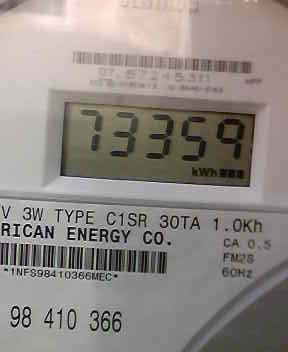 73359
kWh
V 3W TYPE C1SR 30TA 1.0Kh
RICAN ENERGY CO.
CA 0.5
FM2S
60Hz
*1NFS98410366MEC*
98 410 366